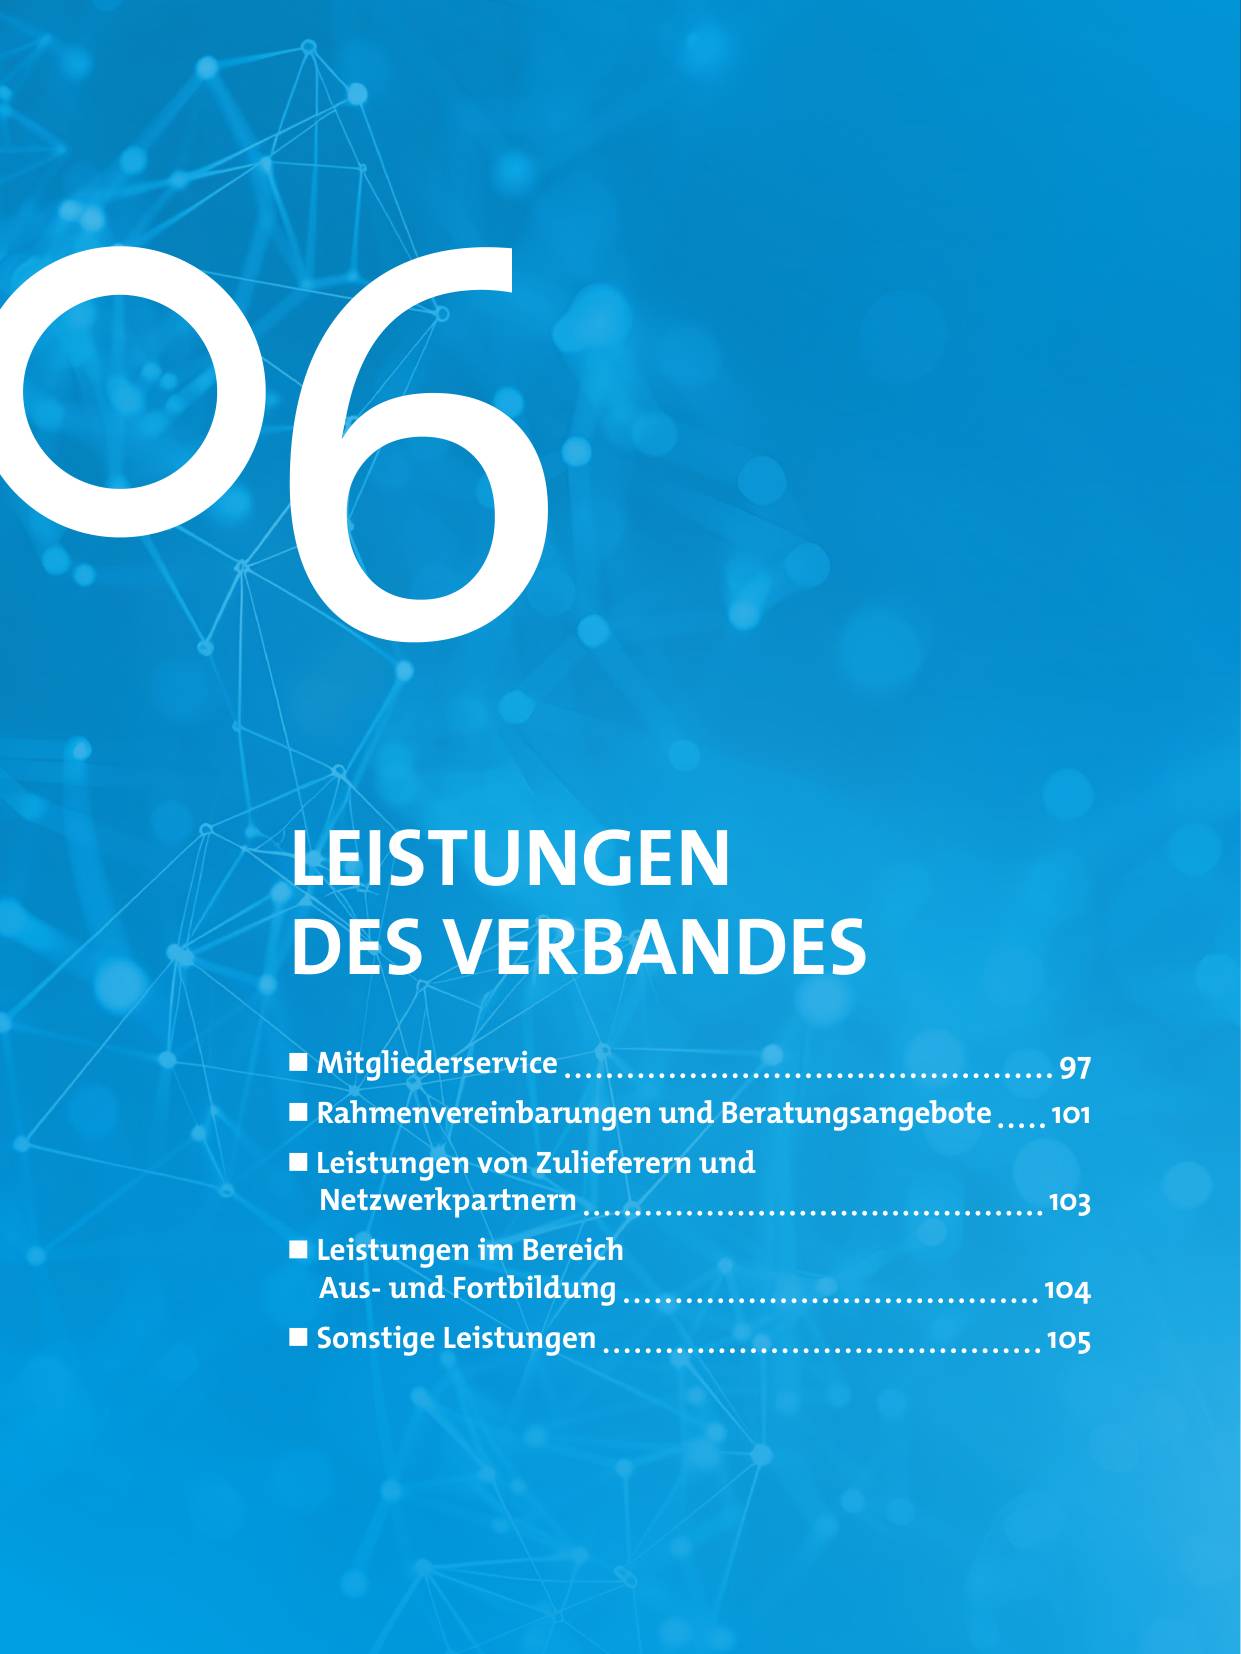 06
LEISTUNGEN
DES VERBANDES
■ Mitgliederservice ............................................... 97
■ Rahmenvereinbarungen und Beratungsangebote ..... 101
■ Leistungen von Zulieferern und
Netzwerkpartnern ............................................ 103
■ Leistungen im Bereich
Aus- und Fortbildung ........................................ 104
■ Sonstige Leistungen .......................................... 105